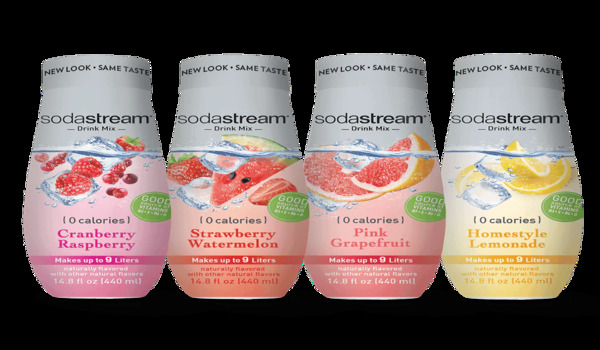 NEW LOOK • SAME TASTE
sodastream®
Drink Mix
GOOD
VITAMINS
(0 calories)
Cranberry
Raspberry
Makes up to 9 Liters
naturally flavored
with other natural flavors
14.8 fl oz (440 ml)
NEW LOOK • SAME TASTE
sodastream®
Drink Mix
GOOD
VITAMINS
(0 calories)
Strawberry
Watermelon
Makes up to 9 Liters
naturally flavored
with other natural flavors
14.8 fl oz (440 ml)
NEW LOOK • SAME TASTE
sodastream®
Drink Mix
GOOD
VITAMINS
(0 calories)
Pink
Grapefruit
Makes up to 9 Liters
naturally flavored
with other natural flavors
14.8 fl oz (440 ml)
NEW LOOK • SAME TASTE
sodastream®
Drink Mix
GOOD
VITAMINS
(0 calories)
Homestyle
Lemonade
Makes up to 9 Liters
naturally flavored
with other natural flavors
14.8 fl oz (440 ml)